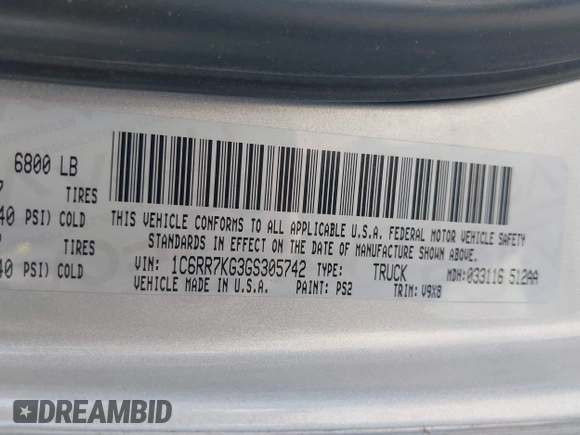 6800 LB
TIRES
40 PSI) COLD
TIRES
40 PSI) COLD
THIS VEHICLE CONFORMS TO ALL APPLICABLE U.S.A. FEDERAL MOTOR VEHICLE SAFETY
STANDARDS IN EFFECT ON THE DATE OF MANUFACTURE SHOWN ABOVE.
VIN: 1C6RR7KG3GS305742 TYPE: TRUCK MDH:033116 512AA
VEHICLE MADE IN U.S.A. PAINT: PS2 TRIM: V9X8
DREAMBID